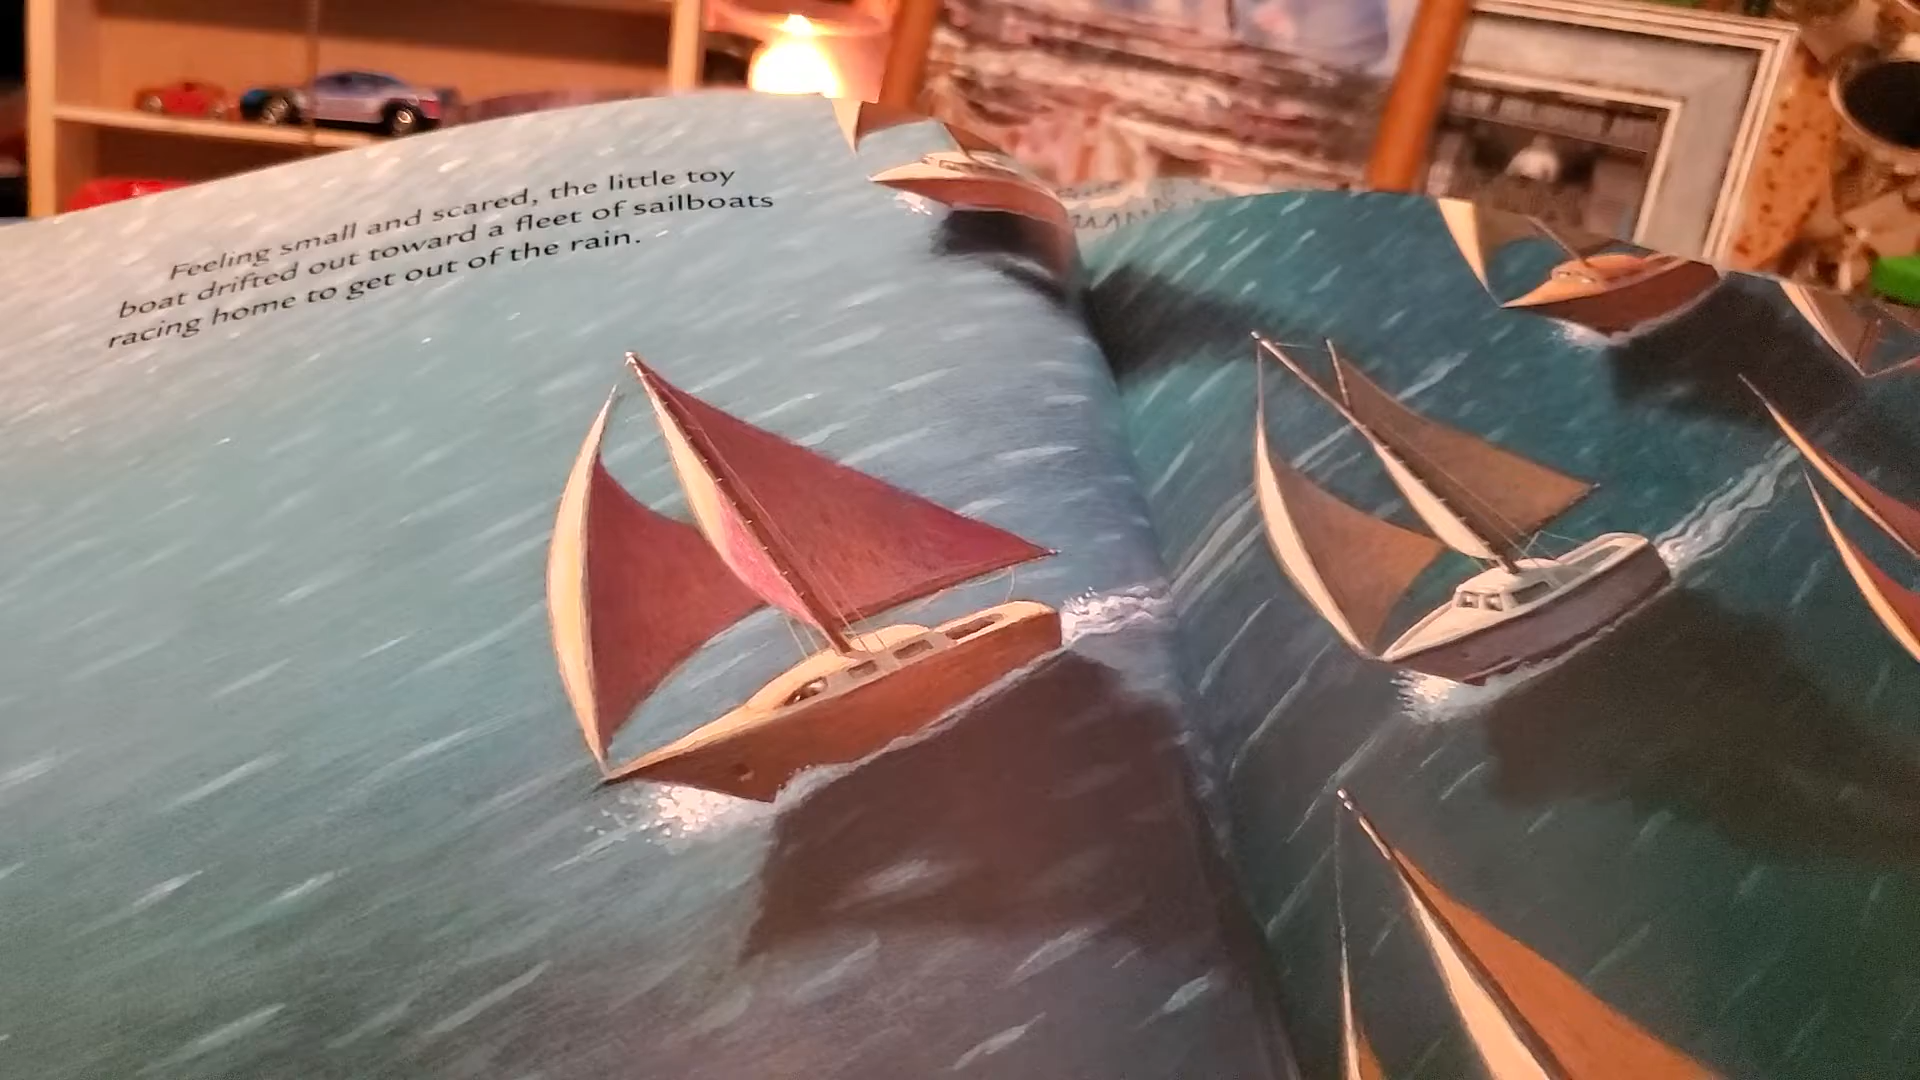 Feeling small and scared, the little toy
boat drifted out toward a fleet of sailboats
racing home to get out of the rain.